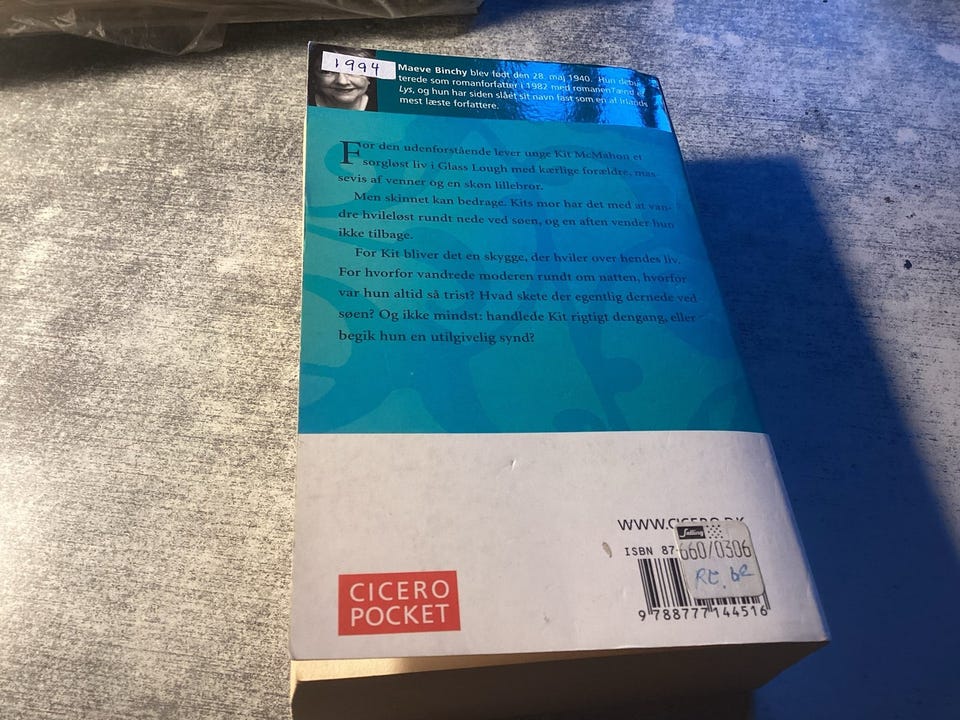 1994
Maeve Binchy blev født den 28. maj 1940. Hun debu-
terede som romanforfatter i 1982 med romanen Tænd et
Lys, og hun har siden slået sit navn fast som en af Irlands
mest læste forfattere.
For den udenforstående lever unge Kit McMahon et
sorgløst liv i Glass Lough med kærlige forældre, mas-
sevis af venner og en skøn lillebror.
Men skinnet kan bedrage. Kits mor har det med at van-
dre hvileløst rundt nede ved søen, og en aften vender hun
ikke tilbage.
For Kit bliver det en skygge, der hviler over hendes liv.
For hvorfor vandrede moderen rundt om natten, hvorfor
var hun altid så trist? Hvad skete der egentlig dernede ved
søen? Og ikke mindst: handlede Kit rigtigt dengang, eller
begik hun en utilgivelig synd?
WWW.CICERO.DK
ISBN 87
660/0306
CICERO
POCKET
9 788777 144516